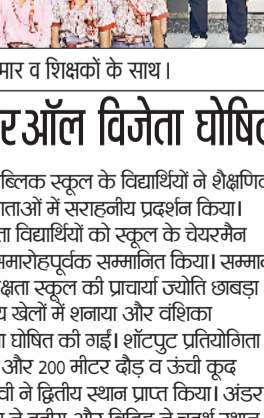 मार व शिक्षकों के साथ।
रऑल विजेता घोषित
ब्लिक स्कूल के विद्यार्थियों ने शैक्षणिक
ताओं में सराहनीय प्रदर्शन किया।
ता विद्यार्थियों को स्कूल के चेयरमैन
समारोहपूर्वक सम्मानित किया। सम्मान
क्षता स्कूल की प्राचार्या ज्योति छाबड़ा
य खेलों में शनाया और वंशिका
ा घोषित की गईं। शॉटपुट प्रतियोगिता
और 200 मीटर दौड़ व ऊंची कूद
वी ने द्वितीय स्थान प्राप्त किया। अंडर